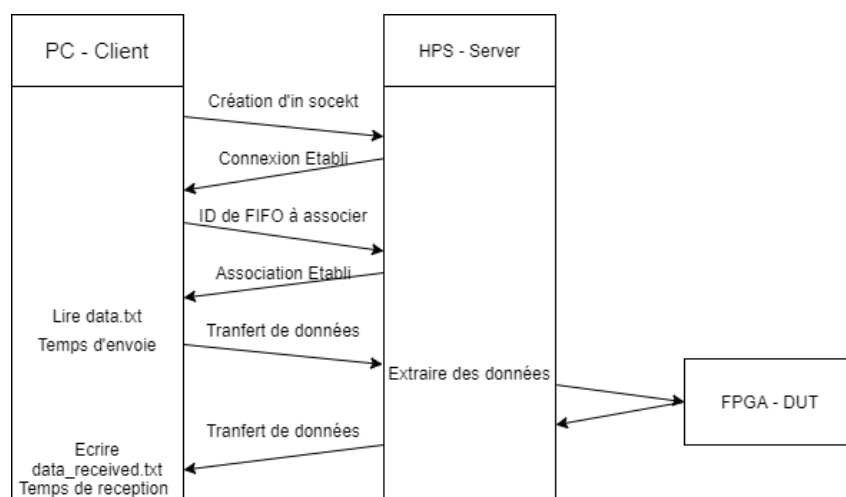 PC - Client
HPS - Server
Création d'in socekt
Connexion Etabli
ID de FIFO à associer
Association Etabli
Lire data.txt
Temps d'envoie
Tranfert de données
Extraire des données
FPGA - DUT
Tranfert de données
Ecrire
data_received.txt
Temps de reception